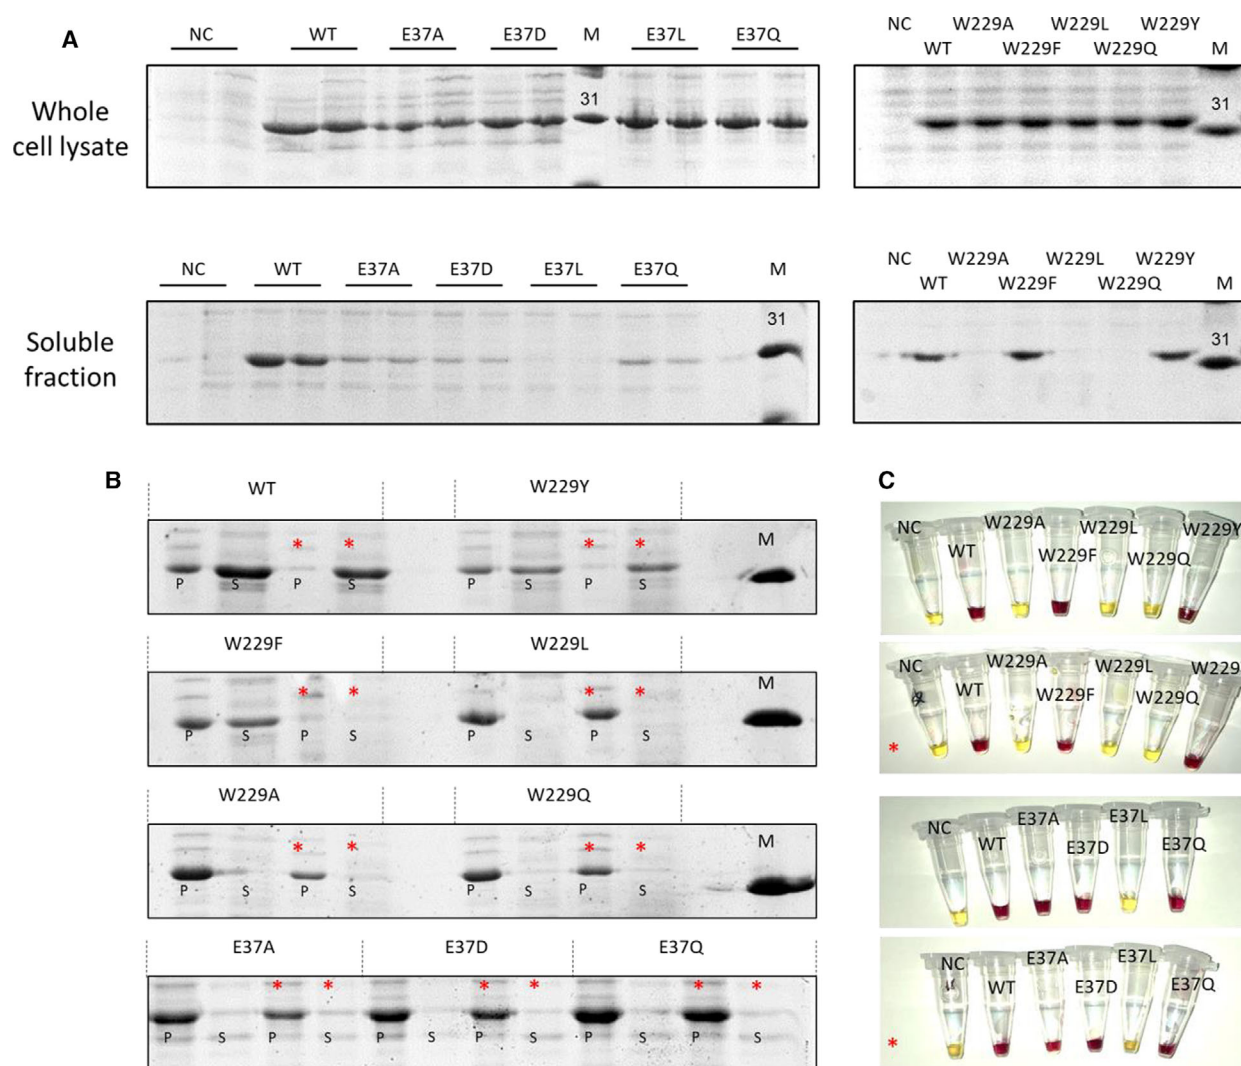 A
NC WT E37A E37D M E37L E37Q
NC W229A W229L W229Y
WT W229F W229Q M
Whole
cell lysate
31
31
NC WT E37A E37D E37L E37Q M
NC W229A W229L W229Y
WT W229F W229Q M
Soluble
fraction
31
31
B
WT W229Y
* * * * M
P S P S P S P S
W229F W229L
* * * * M
P S P S P S P S
W229A W229Q
* * * * M
P S P S P S P S
E37A E37D E37Q
* * * * * *
P S P S P S P S P S P S
C
NC W229A W229L W229Y
WT W229F W229Q
NC W229A W229L W229
WT W229F W229Q
*
NC E37A E37L
WT E37D E37Q
NC E37A E37L
WT E37D E37Q
*